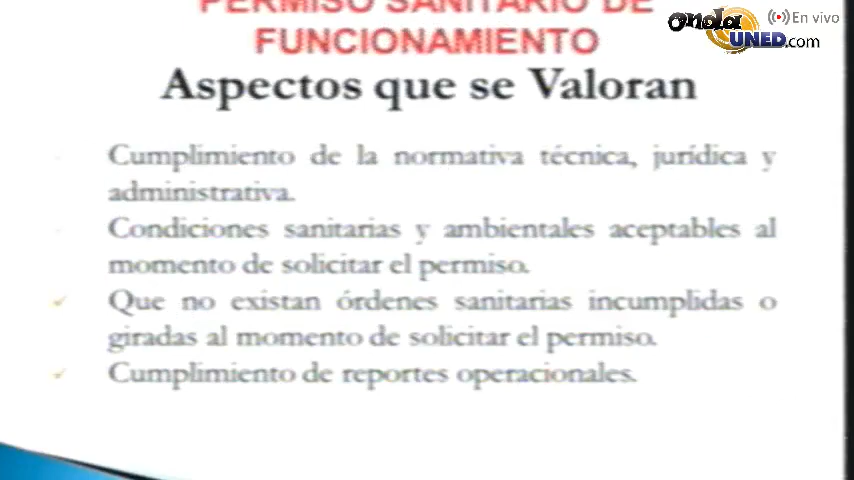 PERMISO SANITARIO DE
FUNCIONAMIENTO
Aspectos que se Valoran
Cumplimiento de la normativa técnica, jurídica y
administrativa.
Condiciones sanitarias y ambientales aceptables al
momento de solicitar el permiso.
Que no existan órdenes sanitarias incumplidas o
giradas al momento de solicitar el permiso.
Cumplimiento de reportes operacionales.
onda
UNED.com
En vivo